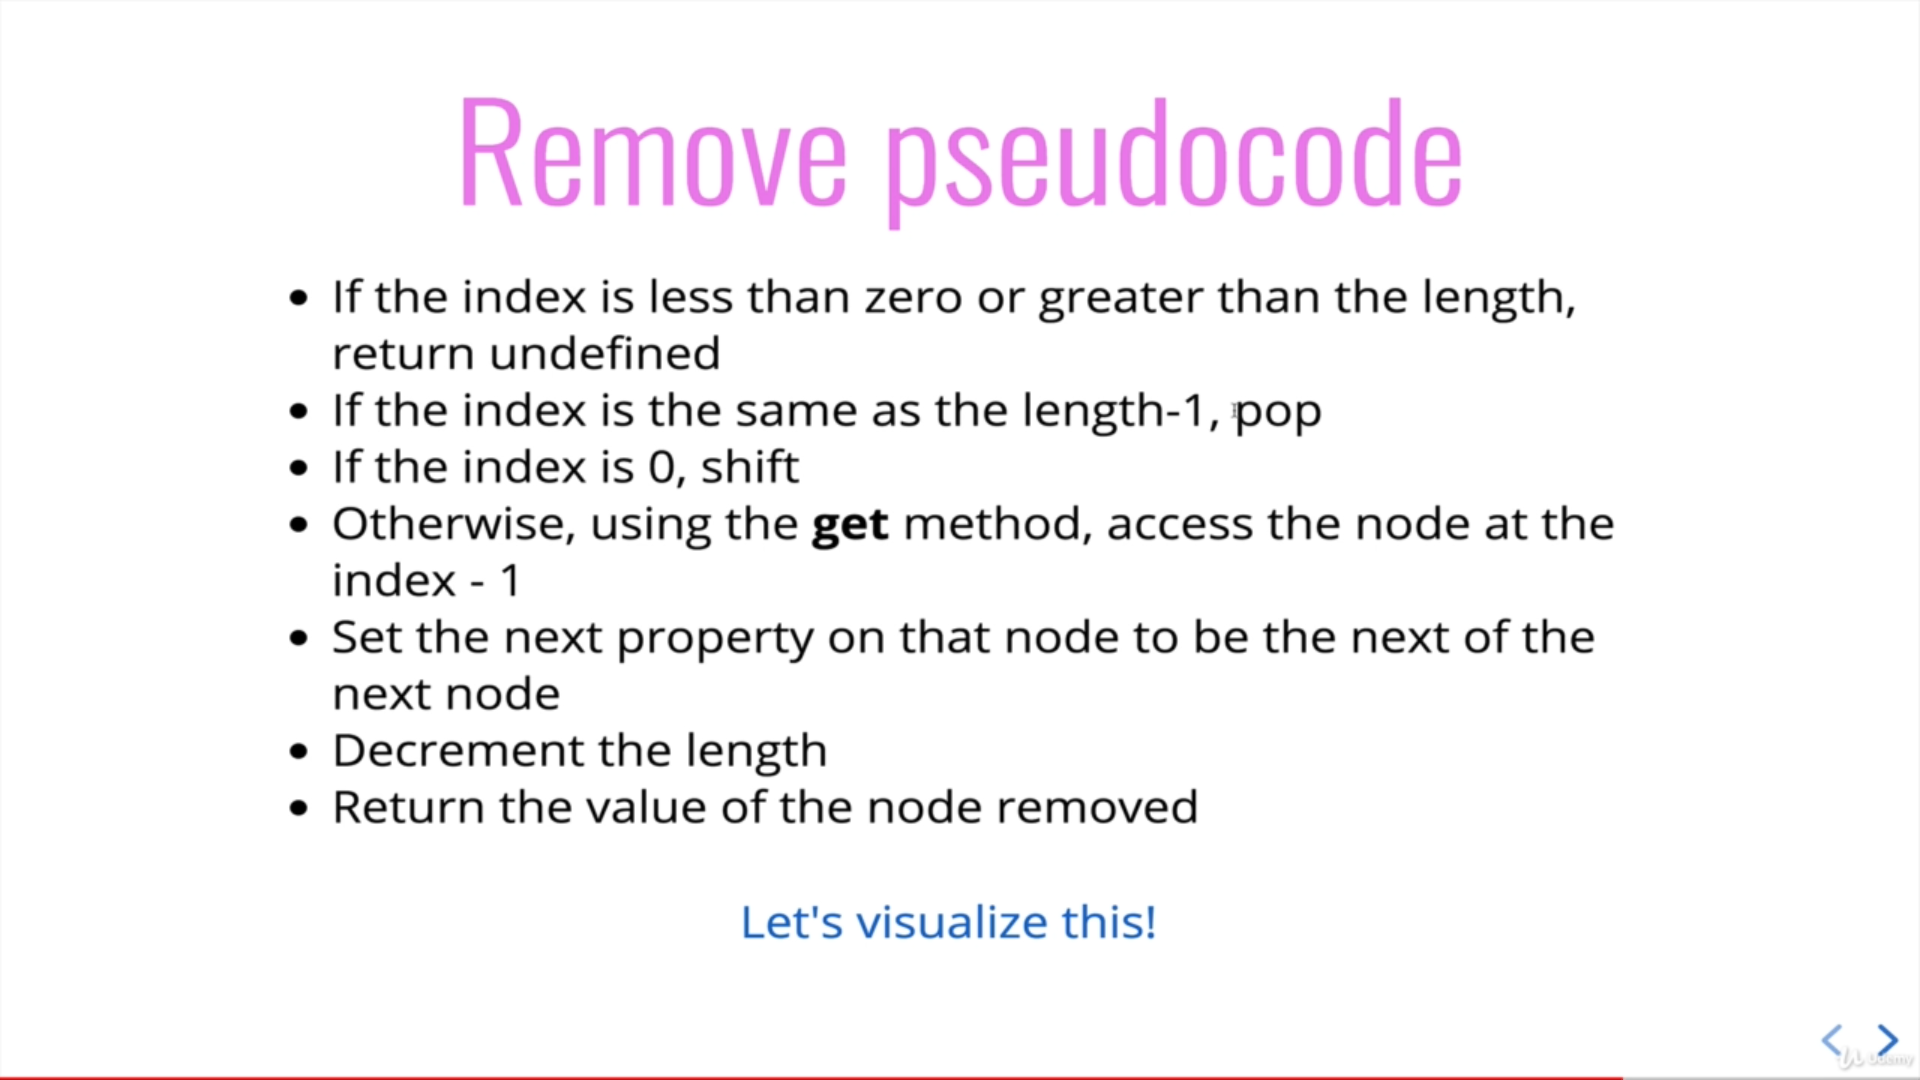 Remove pseudocode
• If the index is less than zero or greater than the length,
return undefined
• If the index is the same as the length-1, pop
• If the index is 0, shift
• Otherwise, using the get method, access the node at the
index - 1
• Set the next property on that node to be the next of the
next node
• Decrement the length
• Return the value of the node removed
Let's visualize this!
Udemy